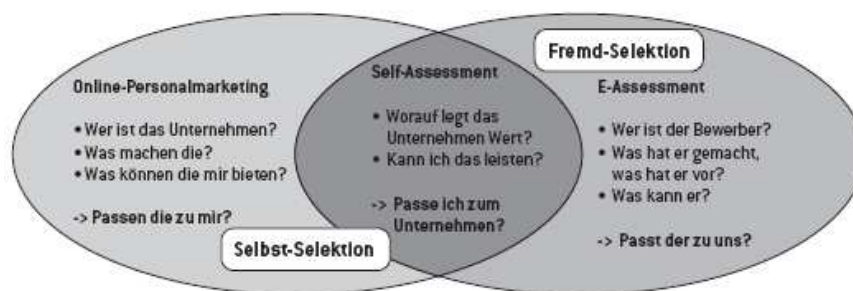 Fremd-Selektion
Online-Personalmarketing
• Wer ist das Unternehmen?
• Was machen die?
• Was können die mir bieten?
-> Passen die zu mir?
Selbst-Selektion
Self-Assessment
• Worauf legt das
Unternehmen Wert?
• Kann ich das leisten?
-> Passe ich zum
Unternehmen?
E-Assessment
• Wer ist der Bewerber?
• Was hat er gemacht,
was hat er vor?
• Was kann er?
-> Passt der zu uns?